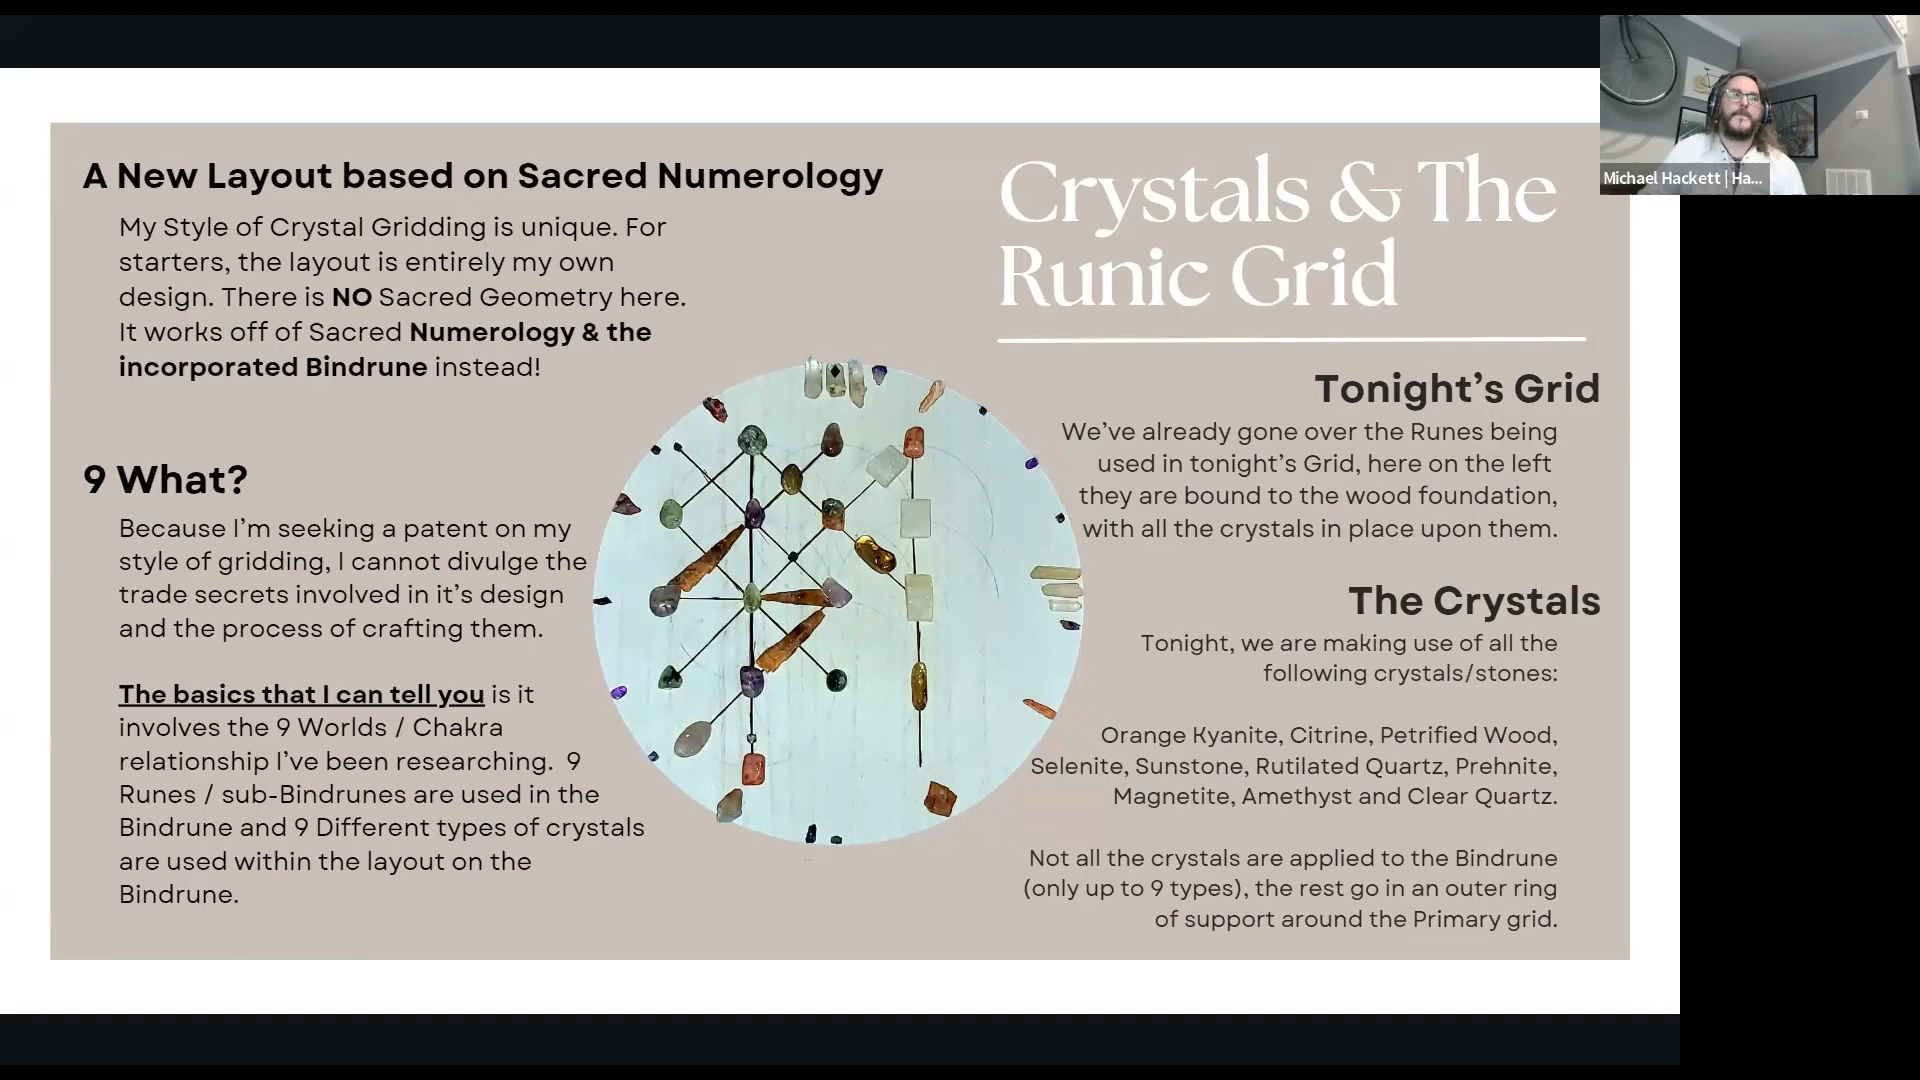 A New Layout based on Sacred Numerology
My Style of Crystal Gridding is unique. For
starters, the layout is entirely my own
design. There is NO Sacred Geometry here.
It works off of Sacred Numerology & the
incorporated Bindrune instead!
9 What?
Because I'm seeking a patent on my
style of gridding, I cannot divulge the
trade secrets involved in it's design
and the process of crafting them.
The basics that I can tell you is it
involves the 9 Worlds / Chakra
relationship I've been researching. 9
Runes / sub-Bindrunes are used in the
Bindrune and 9 Different types of crystals
are used within the layout on the
Bindrune.
Crystals & The
Runic Grid
Tonight's Grid
We've already gone over the Runes being
used in tonight's Grid, here on the left
they are bound to the wood foundation,
with all the crystals in place upon them.
The Crystals
Tonight, we are making use of all the
following crystals/stones:
Orange Kyanite, Citrine, Petrified Wood,
Selenite, Sunstone, Rutilated Quartz, Prehnite,
Magnetite, Amethyst and Clear Quartz.
Not all the crystals are applied to the Bindrune
(only up to 9 types), the rest go in an outer ring
of support around the Primary grid.
Michael Hackett | Ha...